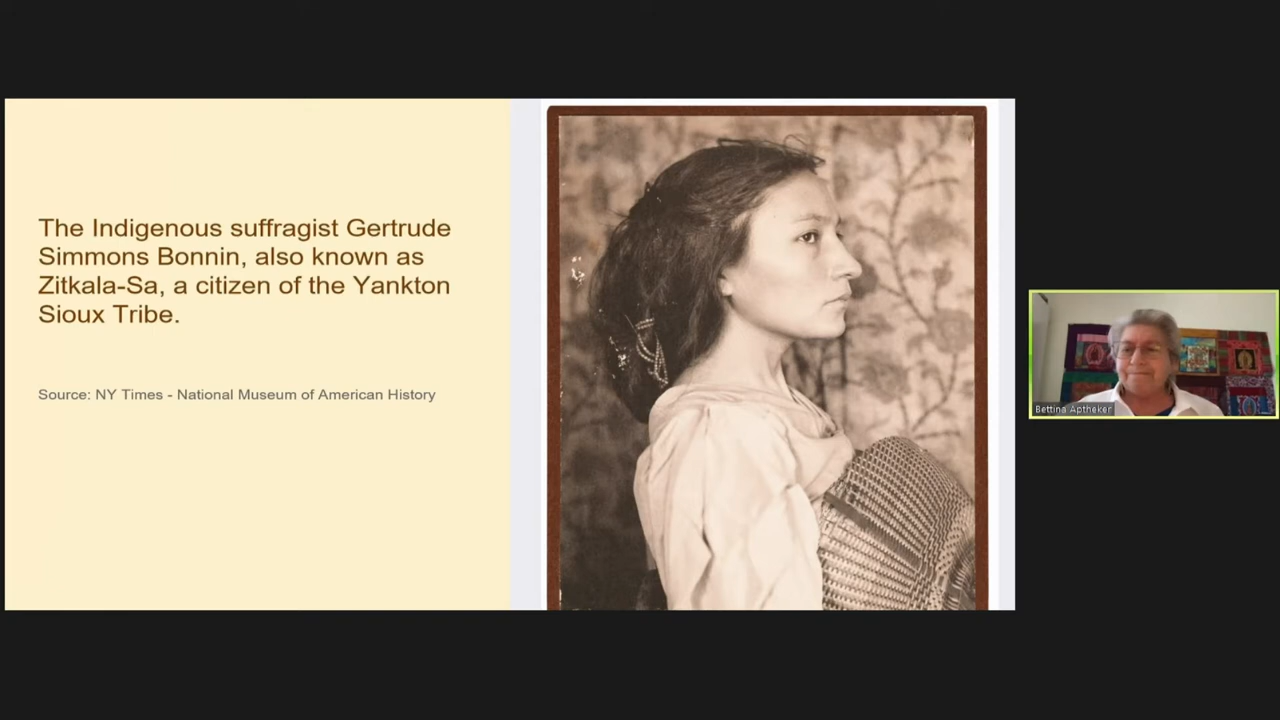 The Indigenous suffragist Gertrude
Simmons Bonnin, also known as
Zitkala-Sa, a citizen of the Yankton
Sioux Tribe.
Source: NY Times - National Museum of American History
Bettina Aptheker